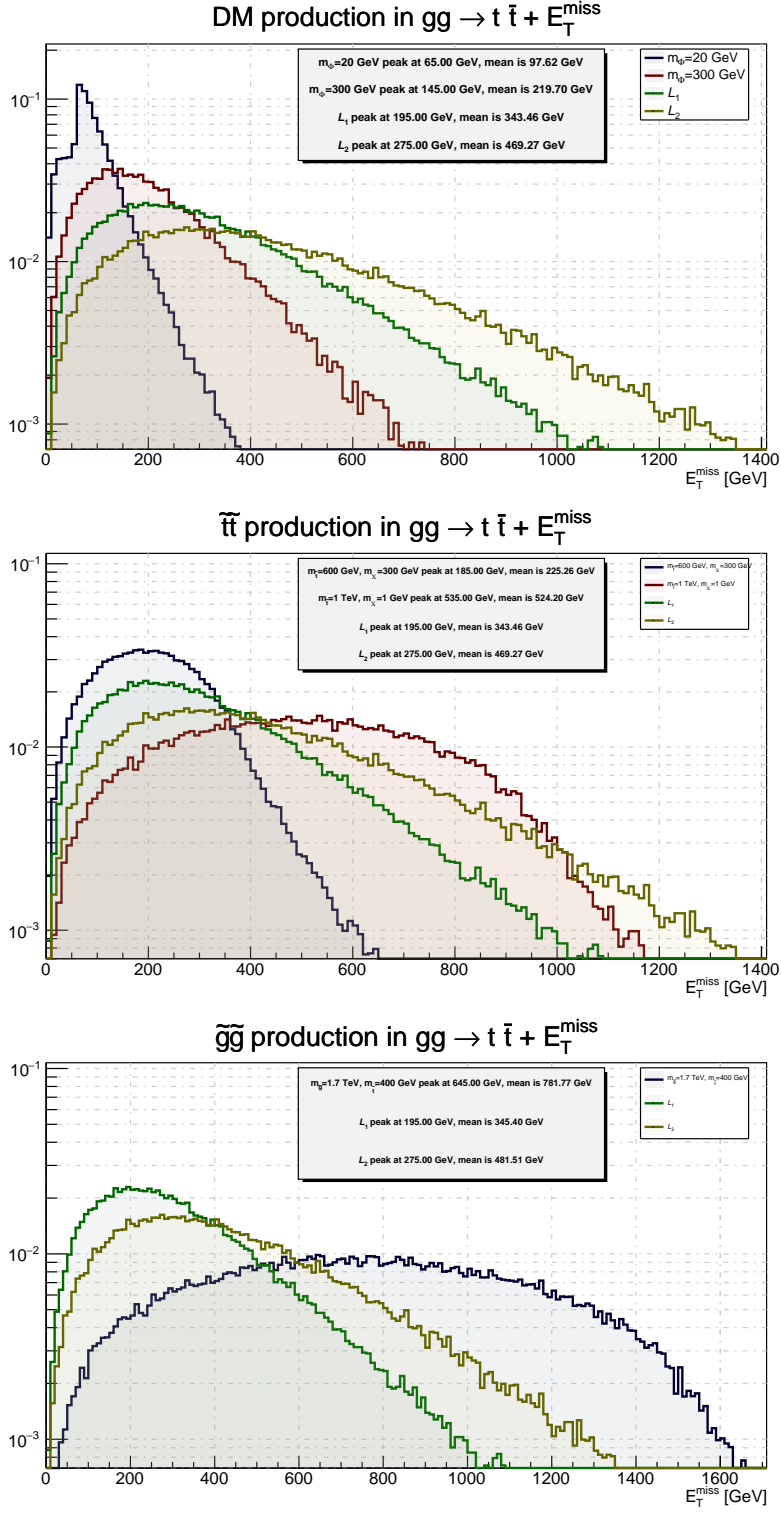 DM production in gg → t t̄ + E_T^miss
m_Φ=20 GeV peak at 65.00 GeV, mean is 97.62 GeV
m_Φ=300 GeV peak at 145.00 GeV, mean is 219.70 GeV
L_1 peak at 195.00 GeV, mean is 343.46 GeV
L_2 peak at 275.00 GeV, mean is 469.27 GeV
m_Φ=20 GeV
m_Φ=300 GeV
L_1
L_2
10^−1
10^−2
10^−3
0 200 400 600 800 1000 1200 1400
E_T^miss [GeV]
t̃t̃ production in gg → t t̄ + E_T^miss
m_t̃=600 GeV, m_χ=300 GeV peak at 185.00 GeV, mean is 225.26 GeV
m_t̃=1 TeV, m_χ=1 GeV peak at 535.00 GeV, mean is 524.20 GeV
L_1 peak at 195.00 GeV, mean is 343.46 GeV
L_2 peak at 275.00 GeV, mean is 469.27 GeV
m_t̃=600 GeV, m_χ=300 GeV
m_t̃=1 TeV, m_χ=1 GeV
L_1
L_2
10^−1
10^−2
10^−3
0 200 400 600 800 1000 1200 1400
E_T^miss [GeV]
g̃g̃ production in gg → t t̄ + E_T^miss
m_g̃=1.7 TeV, m_t̃=400 GeV peak at 645.00 GeV, mean is 781.77 GeV
L_1 peak at 195.00 GeV, mean is 345.40 GeV
L_2 peak at 275.00 GeV, mean is 481.51 GeV
m_g̃=1.7 TeV, m_t̃=400 GeV
L_1
L_2
10^−1
10^−2
10^−3
0 200 400 600 800 1000 1200 1400 1600
E_T^miss [GeV]